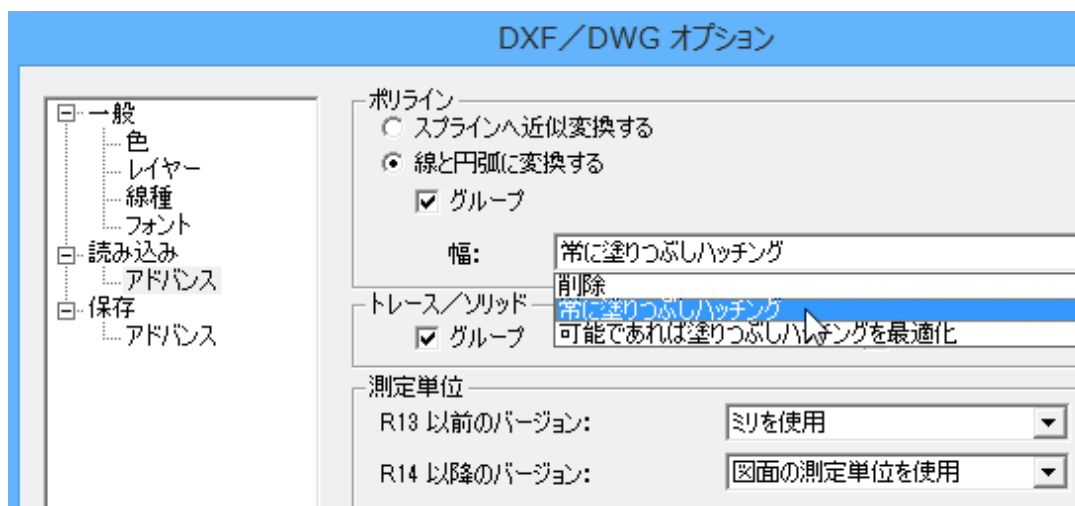 DXF／DWG オプション
一般
色
レイヤー
線種
フォント
読み込み
アドバンス
保存
アドバンス
ポリライン
スプラインへ近似変換する
線と円弧に変換する
グループ
幅:
常に塗りつぶしハッチング
削除
常に塗りつぶしハッチング
可能であれば塗りつぶしハッチングを最適化
トレース／ソリッド
グループ
測定単位
R13 以前のバージョン:
ミリを使用
R14 以降のバージョン:
図面の測定単位を使用